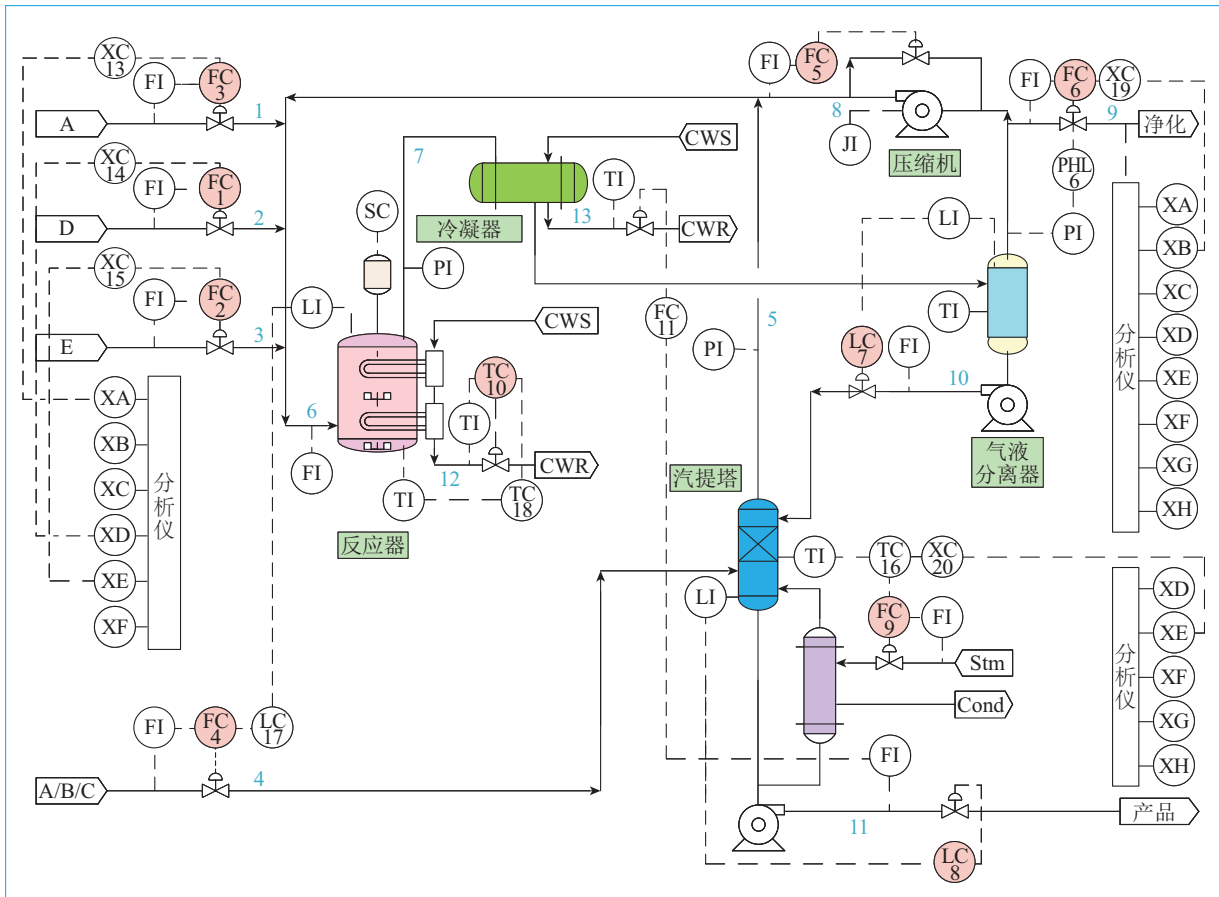 XC
13
FI
FC
3
1
A
XC
14
FI
FC
1
2
D
XC
15
FI
FC
2
3
E
LI
SC
7
CWS
冷凝器
13
TI
CWR
PI
CWS
TC
10
TI
12
CWR
TI
TC
18
6
FI
反应器
XA
XB
XC
XD
XE
XF
分析仪
FI
FC
4
LC
17
4
A/B/C
FI
FC
5
8
JI
压缩机
FI
FC
6
XC
19
9
净化
PHL
6
PI
LI
TI
FC
11
5
PI
LC
7
FI
10
气液
分离器
汽提塔
TI
TC
16
XC
20
LI
FC
9
FI
Stm
Cond
FI
11
产品
LC
8
分析仪
XA
XB
XC
XD
XE
XF
XG
XH
分析仪
XD
XE
XF
XG
XH